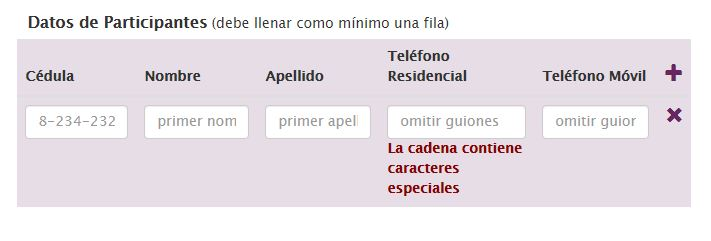 Datos de Participantes (debe llenar como mínimo una fila)
Cédula Nombre Apellido Teléfono Residencial Teléfono Móvil
8-234-232 primer nom primer apell omitir guiones omitir guior
La cadena contiene
caracteres
especiales